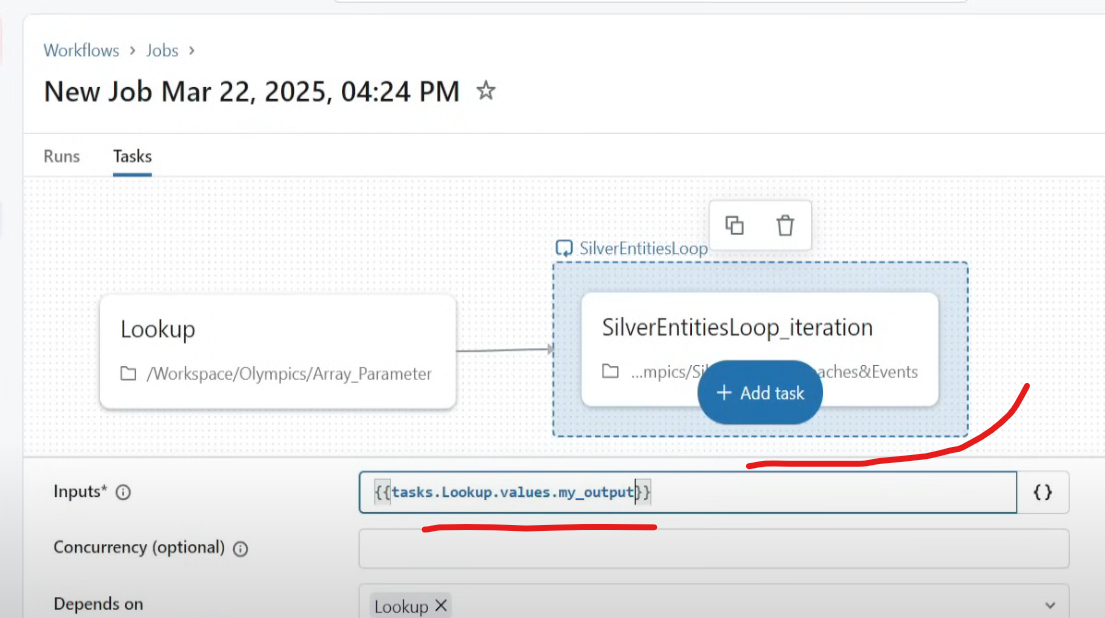 Workflows > Jobs >
New Job Mar 22, 2025, 04:24 PM
Runs Tasks
SilverEntitiesLoop
Lookup
/Workspace/Olympics/Array_Parameter
SilverEntitiesLoop_iteration
...mpics/Sil aches&Events
+ Add task
Inputs* {{tasks.Lookup.values.my_output}} {}
Concurrency (optional)
Depends on Lookup ×